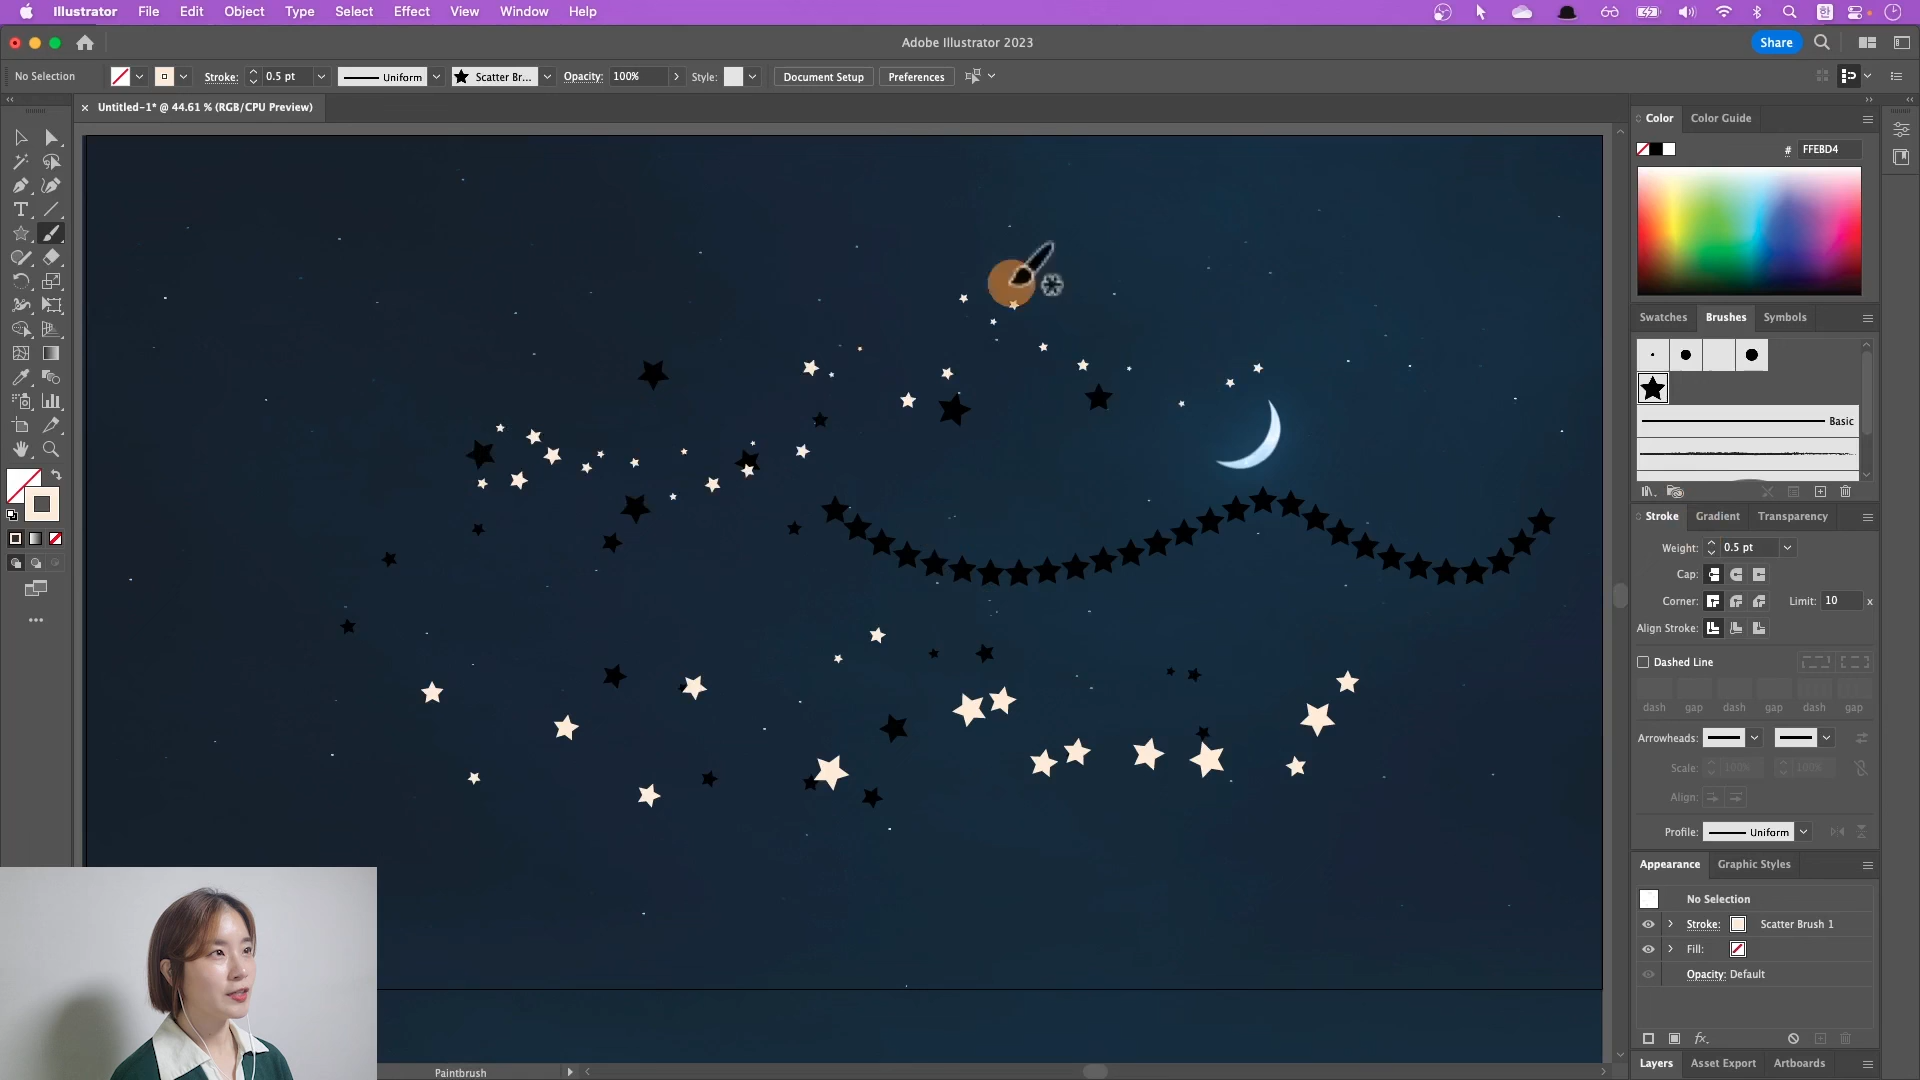 Illustrator File Edit Object Type Select Effect View Window Help 한
Adobe Illustrator 2023 Share
No Selection Stroke: 0.5 pt Uniform Scatter Br... Opacity: 100% Style: Document Setup Preferences
× Untitled-1* @ 44.61 % (RGB/CPU Preview)
Color Color Guide
# FFEBD4
Swatches Brushes Symbols
Basic
Stroke Gradient Transparency
Weight: 0.5 pt
Cap:
Corner: Limit: 10 x
Align Stroke:
Dashed Line
dash gap dash gap dash gap
Arrowheads:
Scale: 100% 100%
Align:
Profile: Uniform
Appearance Graphic Styles
No Selection
Stroke: Scatter Brush 1
Fill:
Opacity: Default
fx.
Layers Asset Export Artboards
Paintbrush